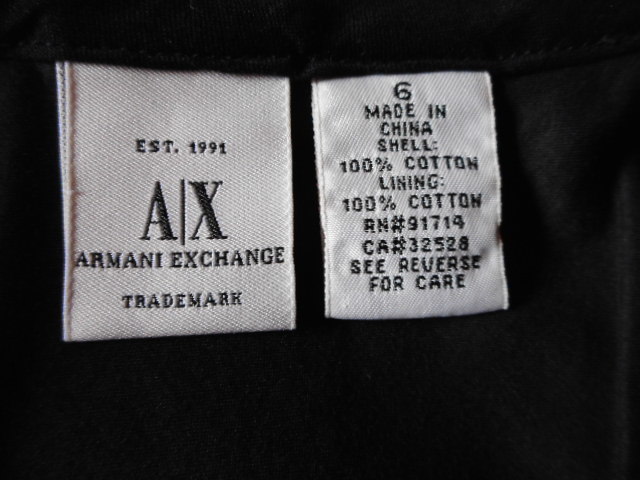 EST. 1991
A|X
ARMANI EXCHANGE
TRADEMARK
6
MADE IN
CHINA
SHELL:
100% COTTON
LINING:
100% COTTON
RN#91714
CA#32528
SEE REVERSE
FOR CARE